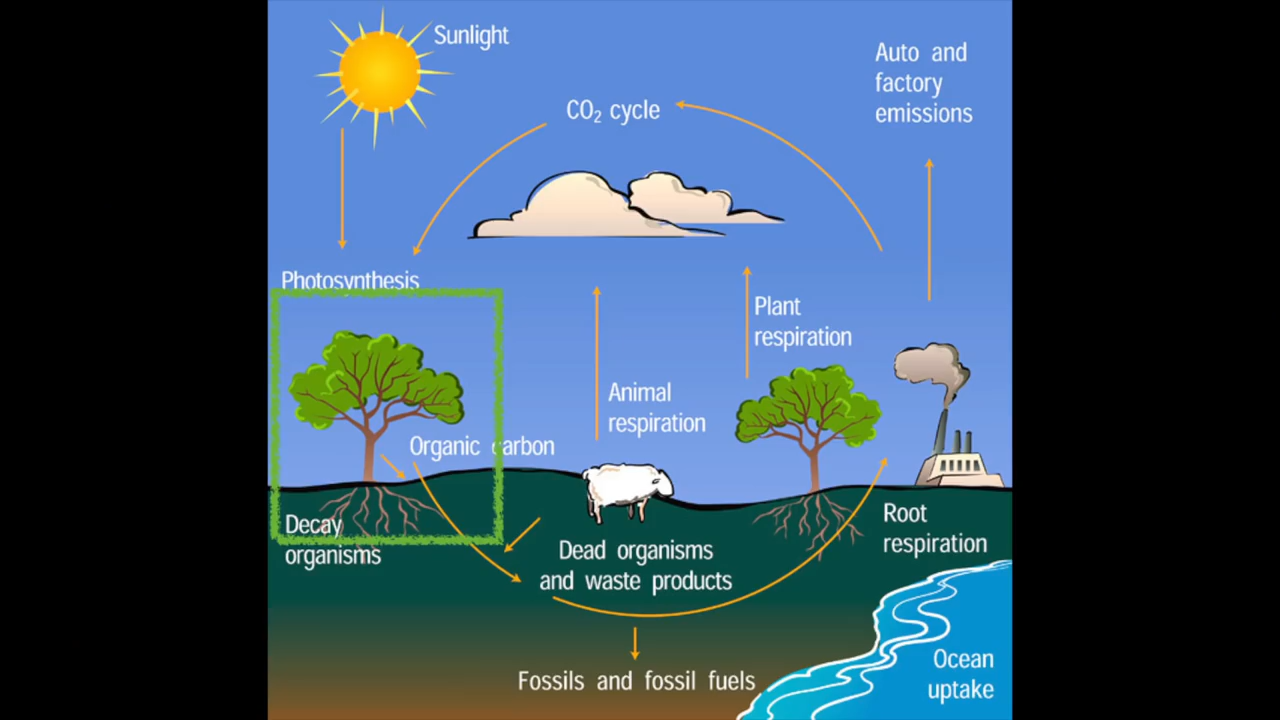 Sunlight
Auto and
factory
emissions
CO₂ cycle
Photosynthesis
Plant
respiration
Animal
respiration
Organic carbon
Decay
organisms
Root
respiration
Dead organisms
and waste products
Fossils and fossil fuels
Ocean
uptake